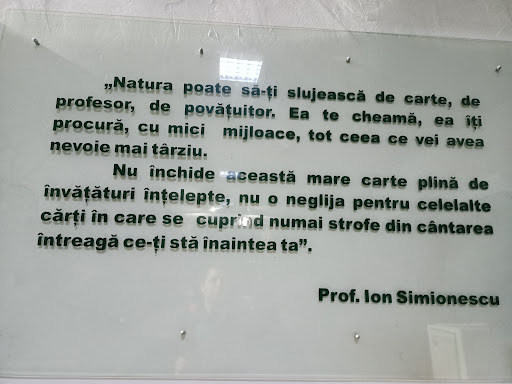 „Natura poate să-ți slujească de carte, de
profesor, de povățuitor. Ea te cheamă, ea îți
procură, cu mici mijloace, tot ceea ce vei avea
nevoie mai târziu.
Nu închide această mare carte plină de
învățături înțelepte, nu o neglija pentru celelalte
cărți în care se cuprind numai strofe din cântarea
întreagă ce-ți stă înaintea ta”.
Prof. Ion Simionescu